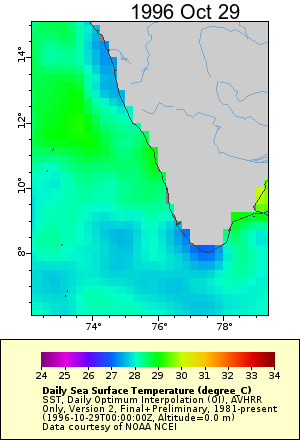 1996 Oct 29
14°
12°
10°
8°
74° 76° 78°
24 25 26 27 28 29 30 31 32 33 34
Daily Sea Surface Temperature (degree_C)
SST, Daily Optimum Interpolation (OI), AVHRR
Only, Version 2, Final+Preliminary, 1981-present
(1996-10-29T00:00:00Z, Altitude=0.0 m)
Data courtesy of NOAA NCEI